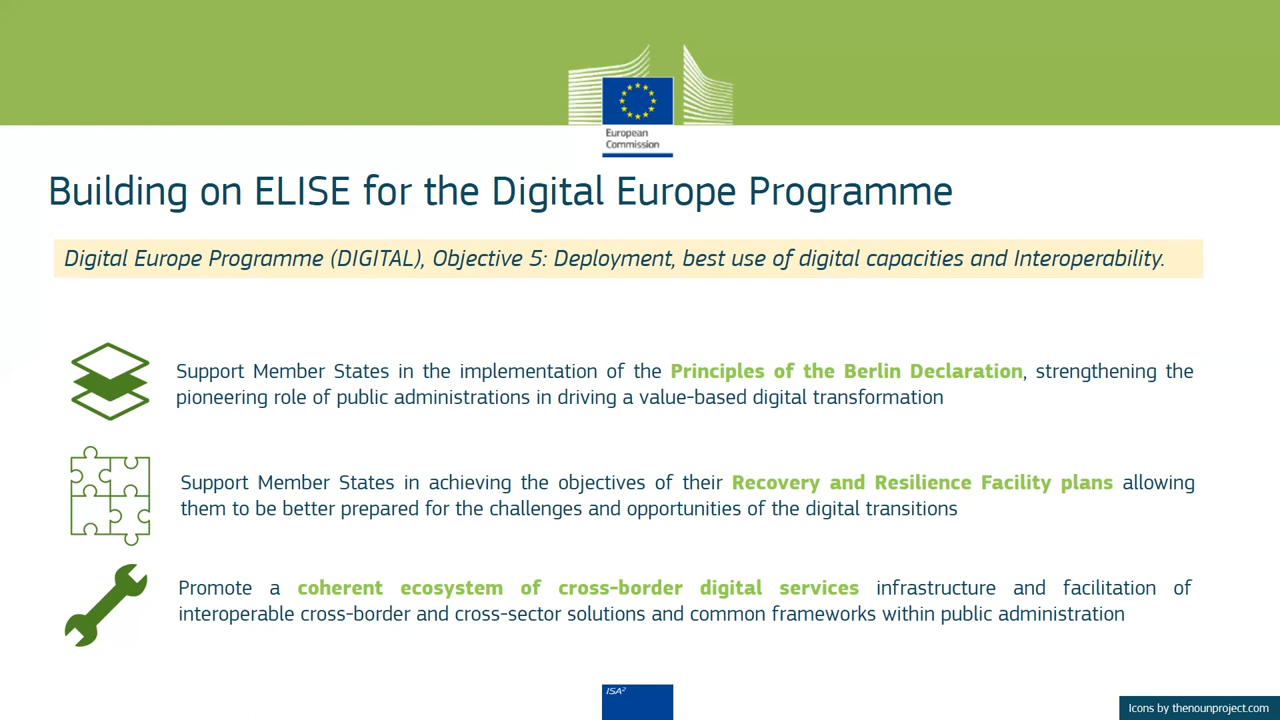 European
Commission
Building on ELISE for the Digital Europe Programme
Digital Europe Programme (DIGITAL), Objective 5: Deployment, best use of digital capacities and Interoperability.
Support Member States in the implementation of the Principles of the Berlin Declaration, strengthening the
pioneering role of public administrations in driving a value-based digital transformation
Support Member States in achieving the objectives of their Recovery and Resilience Facility plans allowing
them to be better prepared for the challenges and opportunities of the digital transitions
Promote a coherent ecosystem of cross-border digital services infrastructure and facilitation of
interoperable cross-border and cross-sector solutions and common frameworks within public administration
ISA²
Icons by thenounproject.com